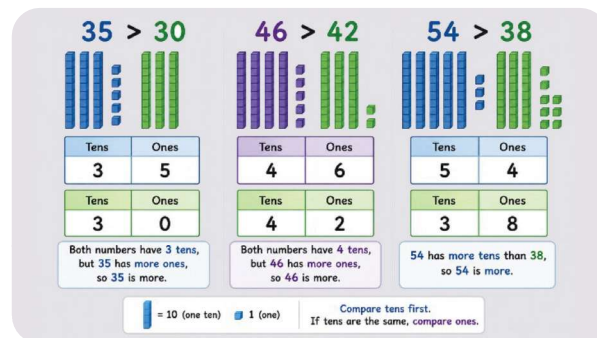 35 > 30
46 > 42
54 > 38
Tens Ones
3 5
Tens Ones
3 0
Both numbers have 3 tens,
but 35 has more ones,
so 35 is more.
Tens Ones
4 6
Tens Ones
4 2
Both numbers have 4 tens,
but 46 has more ones,
so 46 is more.
Tens Ones
5 4
Tens Ones
3 8
54 has more tens than 38,
so 54 is more.
= 10 (one ten) 1 (one)
Compare tens first.
If tens are the same, compare ones.